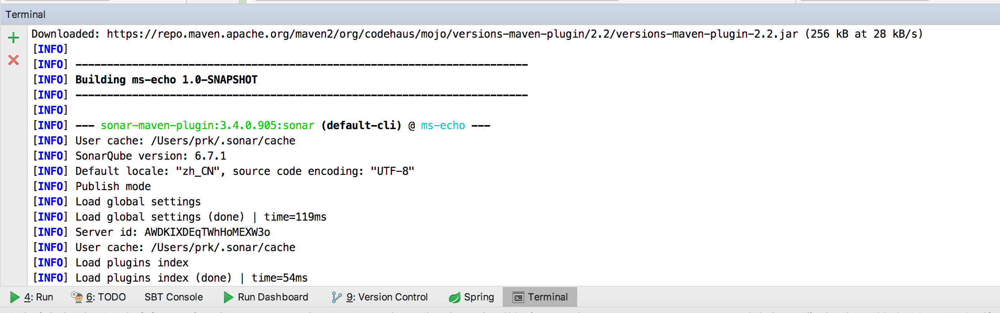 Terminal
Downloaded: https://repo.maven.apache.org/maven2/org/codehaus/mojo/versions-maven-plugin/2.2/versions-maven-plugin-2.2.jar (256 kB at 28 kB/s)
[INFO]
[INFO] ------------------------------------------------------------------------
[INFO] Building ms-echo 1.0-SNAPSHOT
[INFO] ------------------------------------------------------------------------
[INFO]
[INFO] --- sonar-maven-plugin:3.4.0.905:sonar (default-cli) @ ms-echo ---
[INFO] User cache: /Users/prk/.sonar/cache
[INFO] SonarQube version: 6.7.1
[INFO] Default locale: "zh_CN", source code encoding: "UTF-8"
[INFO] Publish mode
[INFO] Load global settings
[INFO] Load global settings (done) | time=119ms
[INFO] Server id: AWDKIXDEqTWhHoMEXW3o
[INFO] User cache: /Users/prk/.sonar/cache
[INFO] Load plugins index
[INFO] Load plugins index (done) | time=54ms
4: Run 6: TODO SBT Console Run Dashboard 9: Version Control Spring Terminal